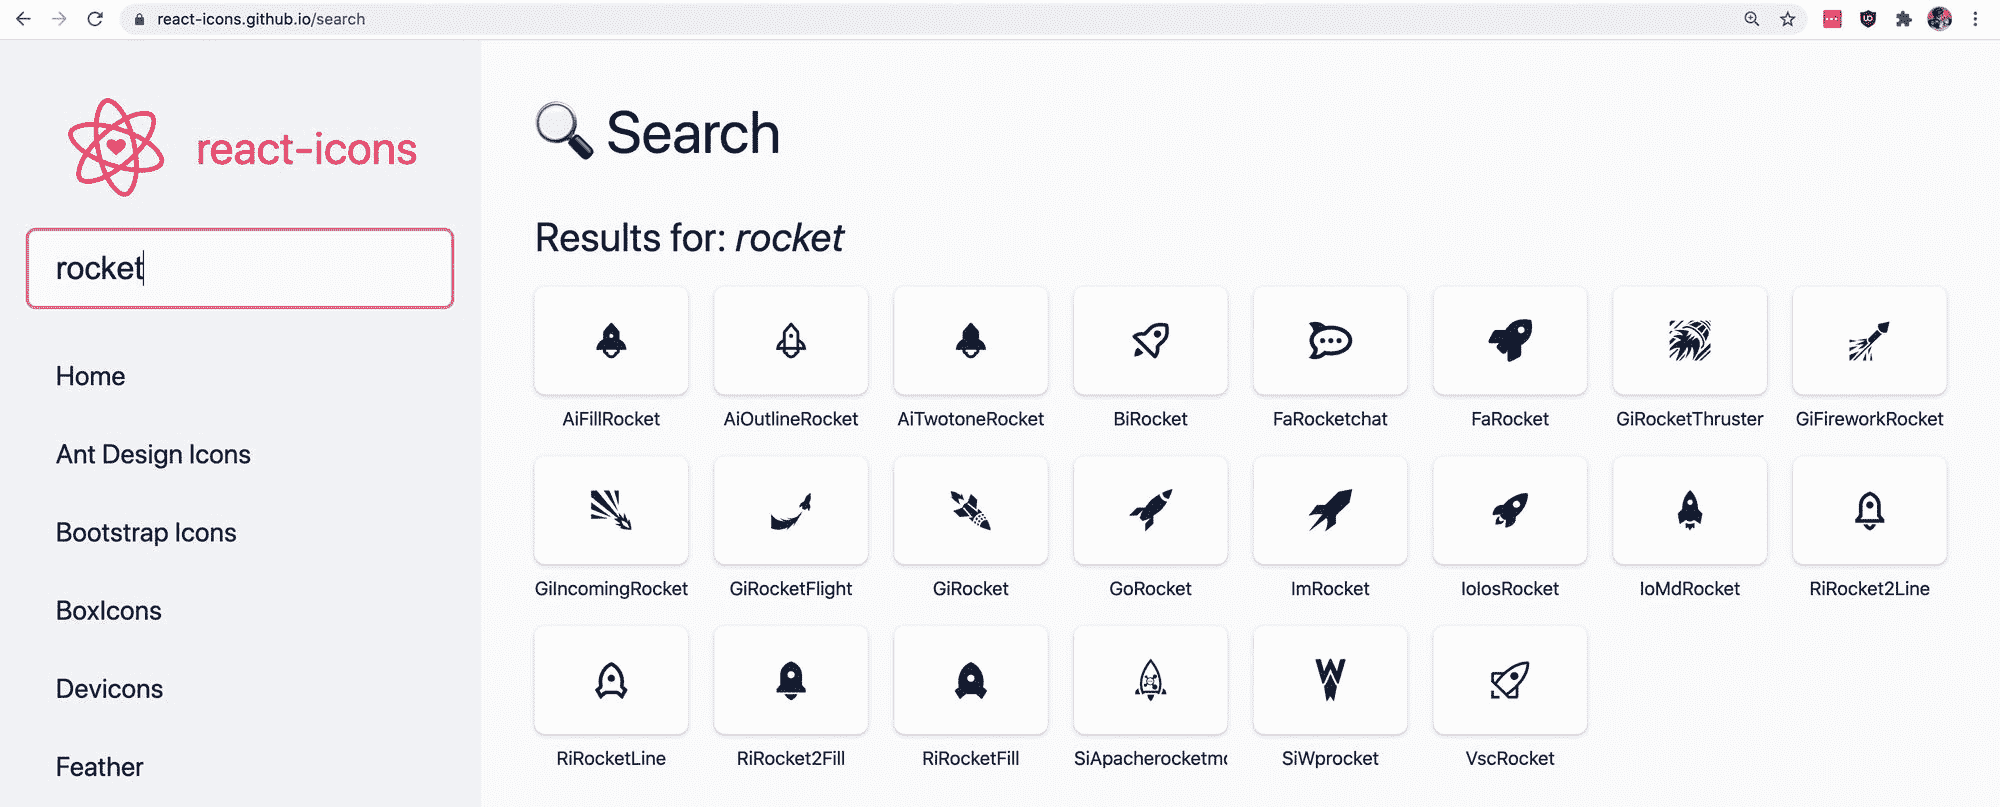 react-icons.github.io/search
react-icons
rocket
Home
Ant Design Icons
Bootstrap Icons
BoxIcons
Devicons
Feather
Search
Results for: rocket
AiFillRocket AiOutlineRocket AiTwotoneRocket BiRocket FaRocketchat FaRocket GiRocketThruster GiFireworkRocket
GiIncomingRocket GiRocketFlight GiRocket GoRocket ImRocket IoIosRocket IoMdRocket RiRocket2Line
RiRocketLine RiRocket2Fill RiRocketFill SiApacherocketmo SiWprocket VscRocket